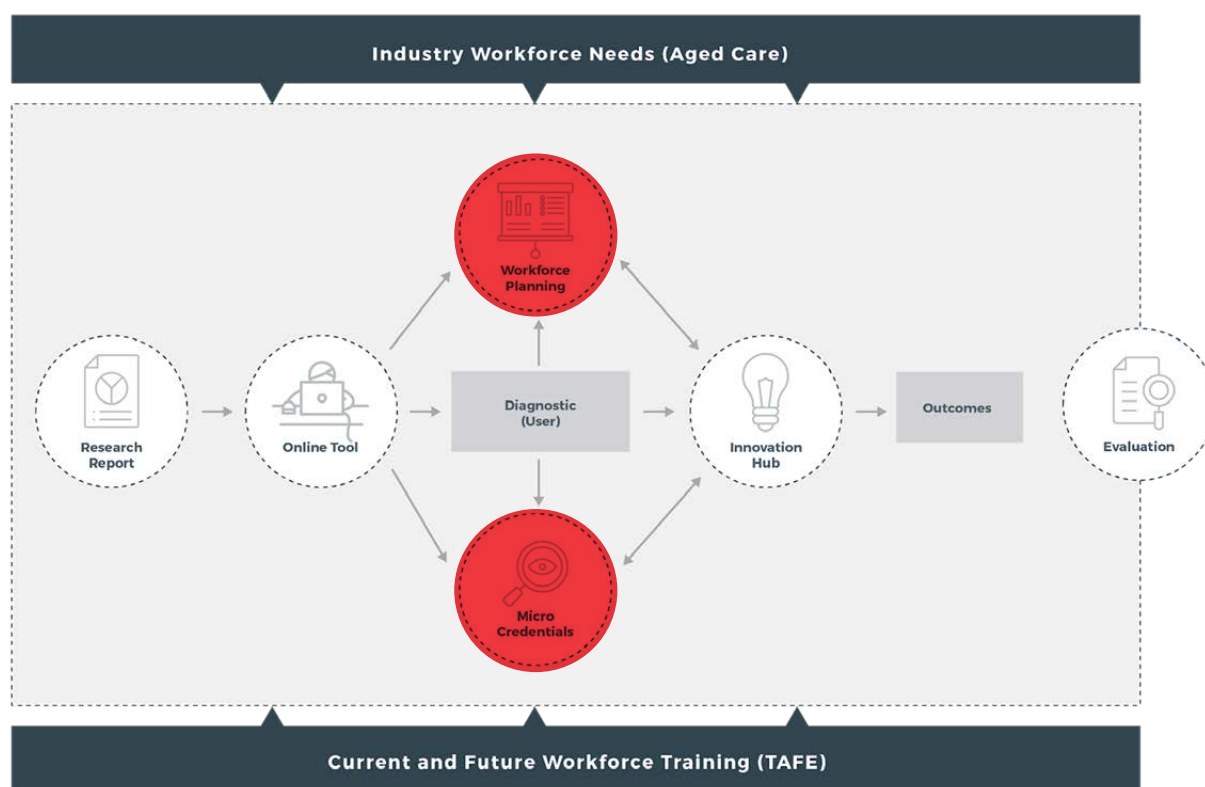 Industry Workforce Needs (Aged Care)
Workforce
Planning
Research
Report
Online Tool
Diagnostic
(User)
Innovation
Hub
Outcomes
Evaluation
Micro
Credentials
Current and Future Workforce Training (TAFE)